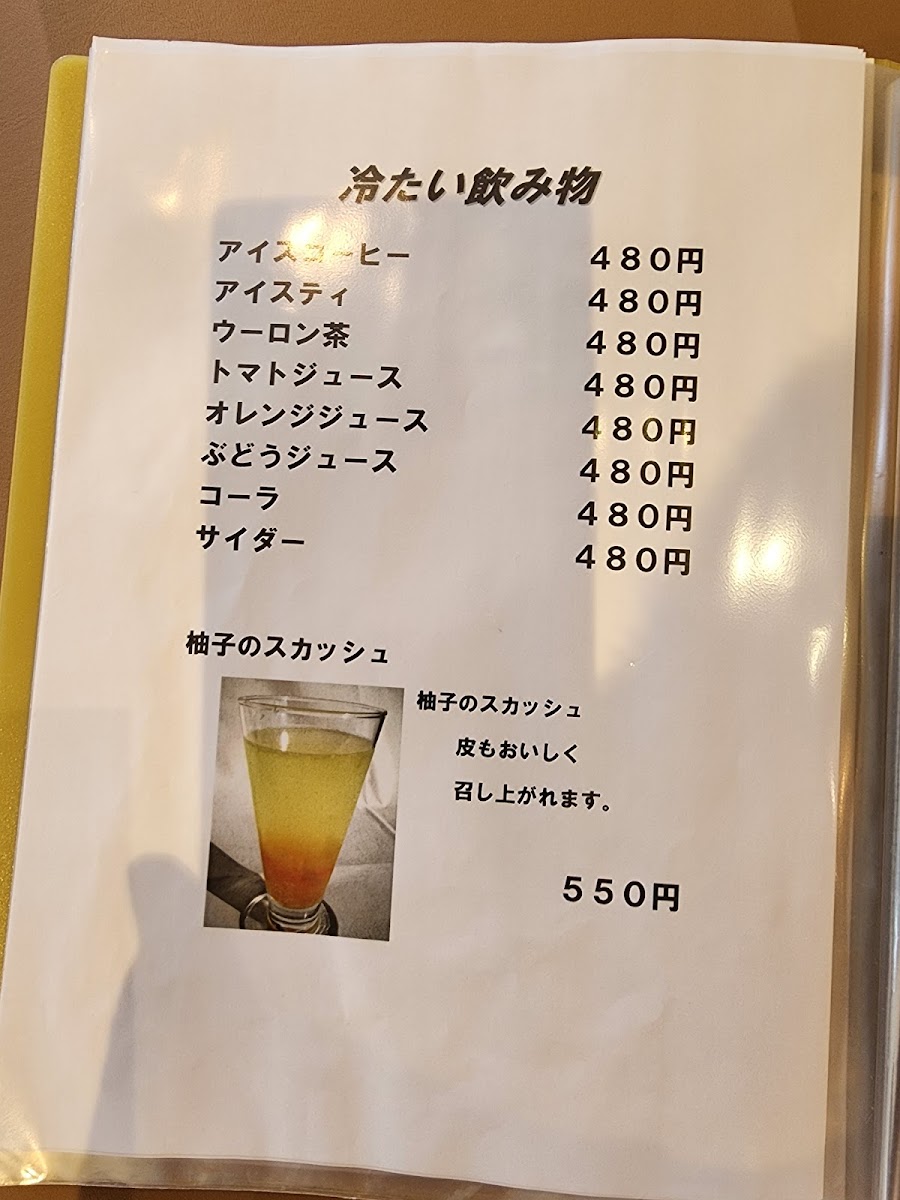 冷たい飲み物
アイスコーヒー ４８０円
アイスティ ４８０円
ウーロン茶 ４８０円
トマトジュース ４８０円
オレンジジュース ４８０円
ぶどうジュース ４８０円
コーラ ４８０円
サイダー ４８０円
柚子のスカッシュ
柚子のスカッシュ
皮もおいしく
召し上がれます。
５５０円